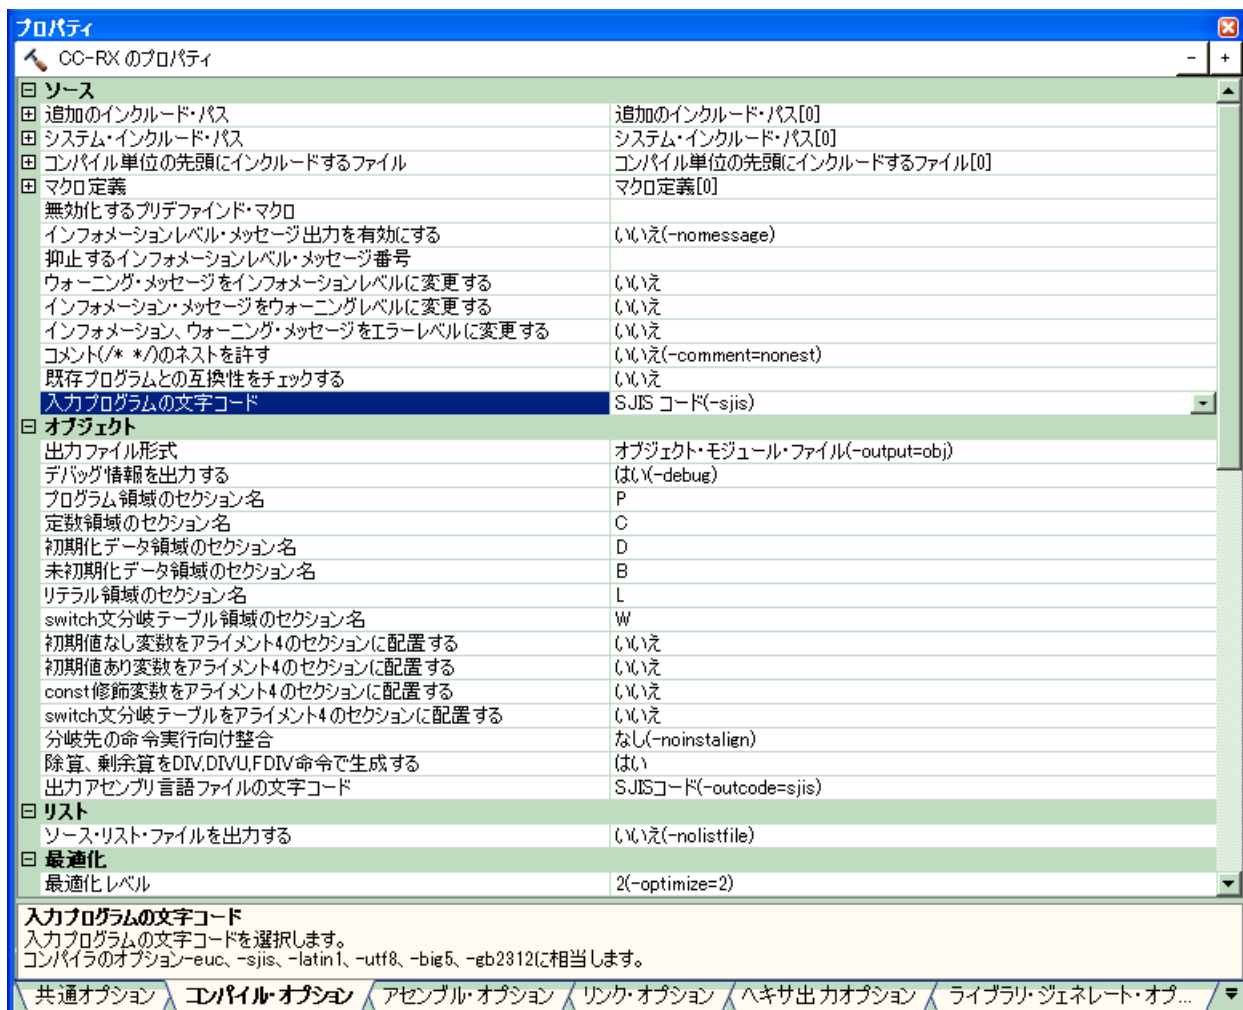 プロパティ
CC-RX のプロパティ
ソース
追加のインクルード・パス 追加のインクルード・パス[0]
システム・インクルード・パス システム・インクルード・パス[0]
コンパイル単位の先頭にインクルードするファイル コンパイル単位の先頭にインクルードするファイル[0]
マクロ定義 マクロ定義[0]
無効化するプリデファインド・マクロ
インフォメーションレベル・メッセージ出力を有効にする いいえ(-nomessage)
抑止するインフォメーションレベル・メッセージ番号
ウォーニング・メッセージをインフォメーションレベルに変更する いいえ
インフォメーション・メッセージをウォーニングレベルに変更する いいえ
インフォメーション、ウォーニング・メッセージをエラーレベルに変更する いいえ
コメント(/* */)のネストを許す いいえ(-comment=nonest)
既存プログラムとの互換性をチェックする いいえ
入力プログラムの文字コード SJIS コード(-sjis)
オブジェクト
出力ファイル形式 オブジェクト・モジュール・ファイル(-output=obj)
デバッグ情報を出力する はい(-debug)
プログラム領域のセクション名 P
定数領域のセクション名 C
初期化データ領域のセクション名 D
未初期化データ領域のセクション名 B
リテラル領域のセクション名 L
switch文分岐テーブル領域のセクション名 W
初期値なし変数をアライメント4のセクションに配置する いいえ
初期値あり変数をアライメント4のセクションに配置する いいえ
const修飾変数をアライメント4のセクションに配置する いいえ
switch文分岐テーブルをアライメント4のセクションに配置する いいえ
分岐先の命令実行向け整合 なし(-noinstalign)
除算、剰余算をDIV,DIVU,FDIV命令で生成する はい
出力アセンブリ言語ファイルの文字コード SJISコード(-outcode=sjis)
リスト
ソース・リスト・ファイルを出力する いいえ(-nolistfile)
最適化
最適化レベル 2(-optimize=2)
入力プログラムの文字コード
入力プログラムの文字コードを選択します。
コンパイラのオプション-euc、-sjis、-latin1、-utf8、-big5、-gb2312に相当します。
共通オプション コンパイル・オプション アセンブル・オプション リンク・オプション ヘキサ出力オプション ライブラリ・ジェネレート・オプ...